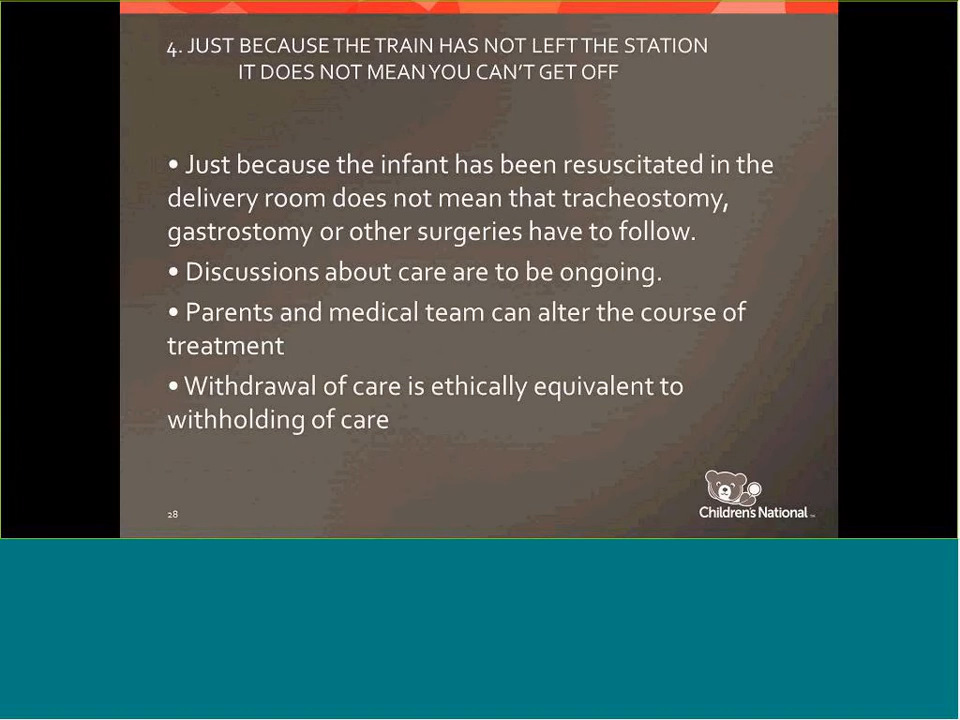 4. JUST BECAUSE THE TRAIN HAS NOT LEFT THE STATION
IT DOES NOT MEAN YOU CAN'T GET OFF
• Just because the infant has been resuscitated in the
delivery room does not mean that tracheostomy,
gastrostomy or other surgeries have to follow.
• Discussions about care are to be ongoing.
• Parents and medical team can alter the course of
treatment
• Withdrawal of care is ethically equivalent to
withholding of care
28
Children's National